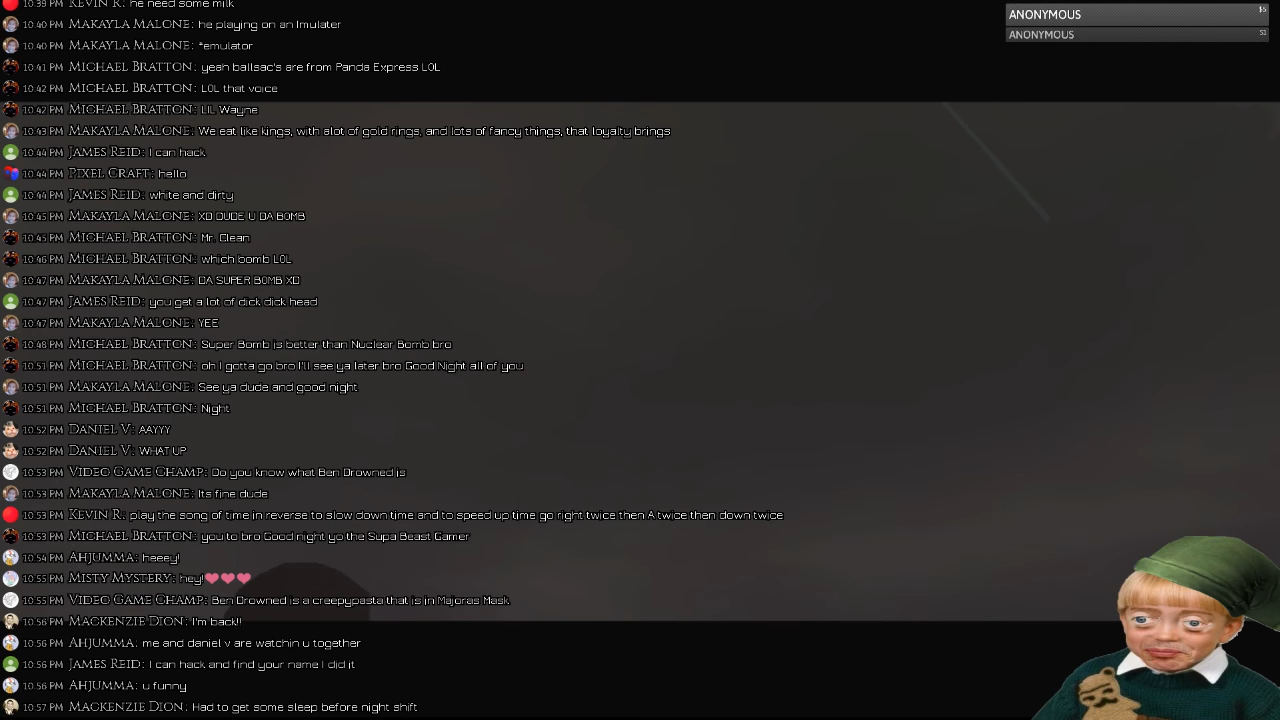 10:39 PM KEVIN R: he need some milk
10:40 PM MAKAYLA MALONE: he playing on an Imulater
10:40 PM MAKAYLA MALONE: *emulator
10:41 PM MICHAEL BRATTON: yeah ballsac's are from Panda Express LOL
10:42 PM MICHAEL BRATTON: LOL that voice
10:42 PM MICHAEL BRATTON: LIL Wayne
10:43 PM MAKAYLA MALONE: We eat like kings, with alot of gold rings, and lots of fancy things, that loyalty brings
10:44 PM JAMES REID: I can hack
10:44 PM PIXEL CRAFT: hello
10:44 PM JAMES REID: white and dirty
10:45 PM MAKAYLA MALONE: XD DUDE U DA BOMB
10:45 PM MICHAEL BRATTON: Mr. Clean
10:46 PM MICHAEL BRATTON: which bomb LOL
10:47 PM MAKAYLA MALONE: DA SUPER BOMB XD
10:47 PM JAMES REID: you get a lot of dick dick head
10:47 PM MAKAYLA MALONE: YEE
10:48 PM MICHAEL BRATTON: Super Bomb is better than Nuclear Bomb bro
10:51 PM MICHAEL BRATTON: oh I gotta go bro I'll see ya later bro Good Night all of you
10:51 PM MAKAYLA MALONE: See ya dude and good night
10:51 PM MICHAEL BRATTON: Night
10:52 PM DANIEL V: AAYYY
10:52 PM DANIEL V: WHAT UP
10:53 PM VIDEO GAME CHAMP: Do you know what Ben Drowned is
10:53 PM MAKAYLA MALONE: Its fine dude
10:53 PM KEVIN R: play the song of time in reverse to slow down time and to speed up time go right twice then A twice then down twice
10:53 PM MICHAEL BRATTON: you to bro Good night yo the Supa Beast Gamer
10:54 PM AHJUMMA: heeey!
10:55 PM MISTY MYSTERY: hey!❤❤❤
10:55 PM VIDEO GAME CHAMP: Ben Drowned is a creepypasta that is in Majoras Mask
10:56 PM MACKENZIE DION: I'm back!!
10:56 PM AHJUMMA: me and daniel v are watchin u together
10:56 PM JAMES REID: I can hack and find your name I did it
10:56 PM AHJUMMA: u funny
10:57 PM MACKENZIE DION: Had to get some sleep before night shift
ANONYMOUS $5
ANONYMOUS $1